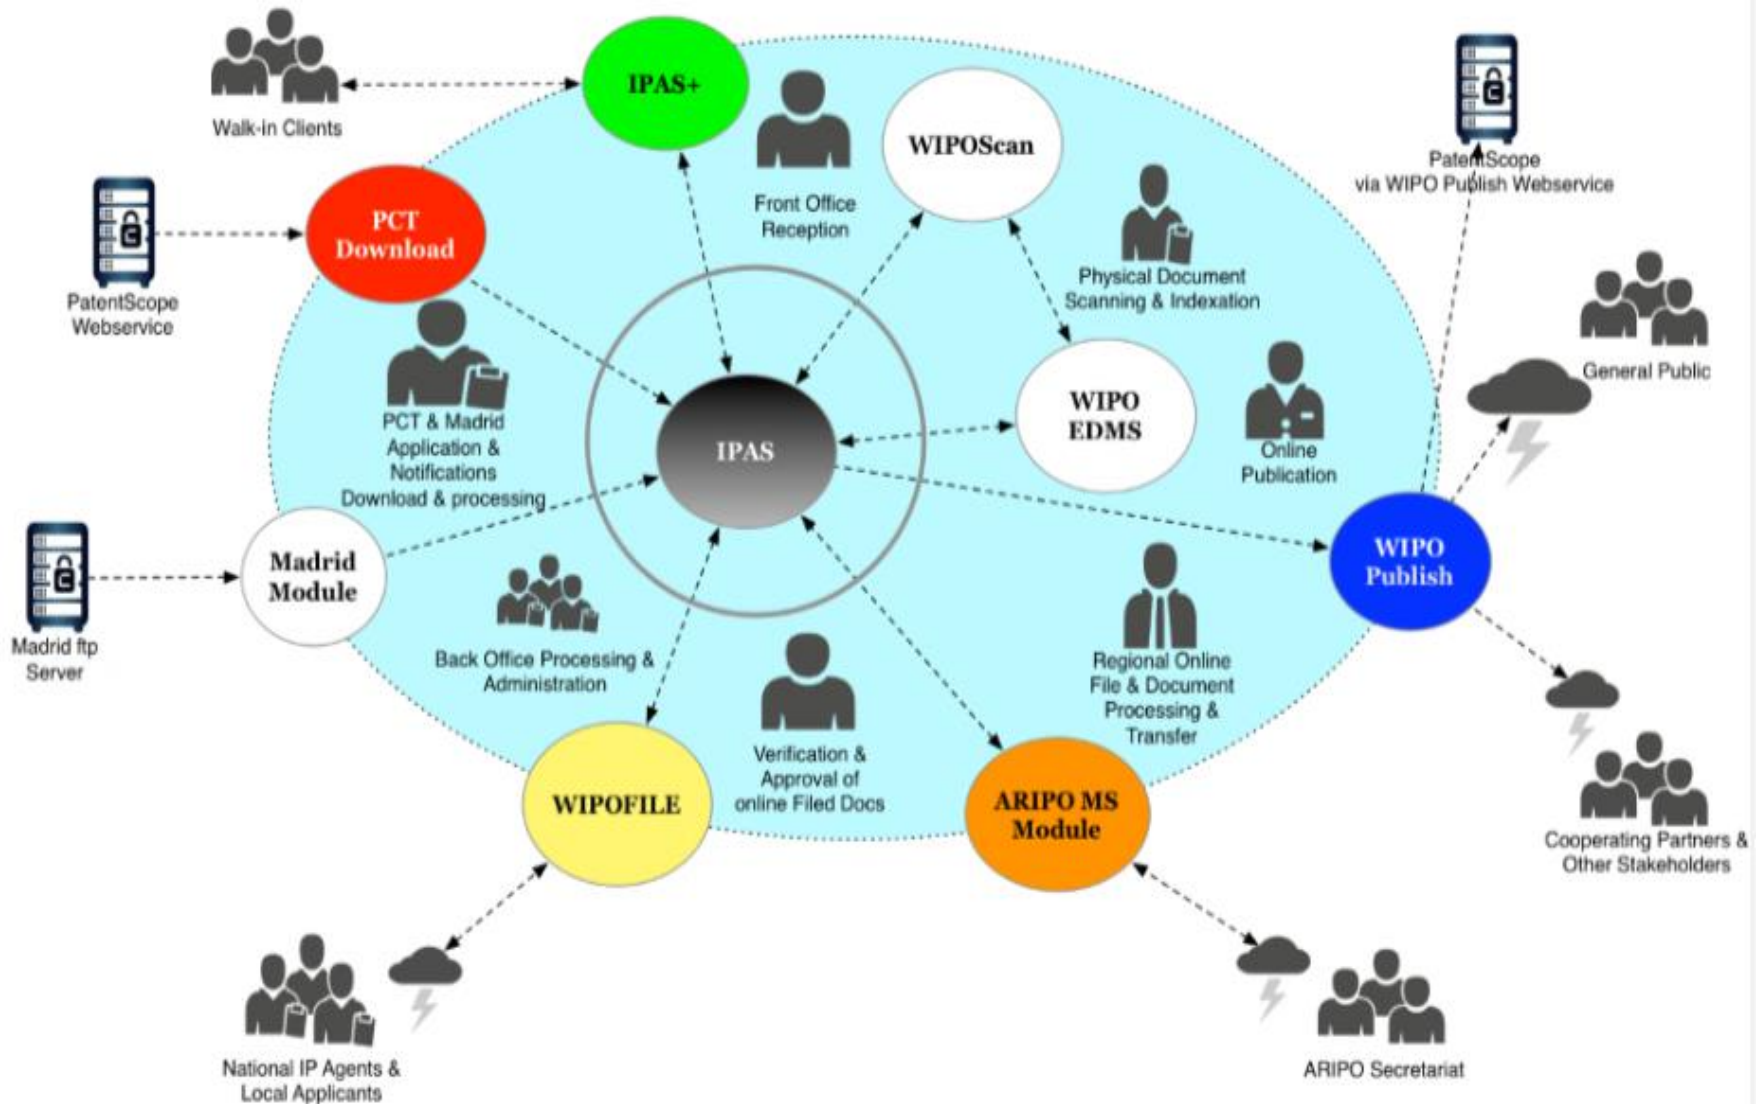 IPAS+
Walk-in Clients
WIPOScan
PatentScope
via WIPO Publish Webservice
PCT
Download
Front Office
Reception
PatentScope
Webservice
Physical Document
Scanning & Indexation
General Public
PCT & Madrid
Application &
Notifications
Download & processing
IPAS
WIPO
EDMS
Online
Publication
Madrid
Module
WIPO
Publish
Madrid ftp
Server
Back Office Processing &
Administration
Regional Online
File & Document
Processing &
Transfer
Verification &
Approval of
online Filed Docs
WIPOFILE
ARIPO MS
Module
Cooperating Partners &
Other Stakeholders
National IP Agents &
Local Applicants
ARIPO Secretariat